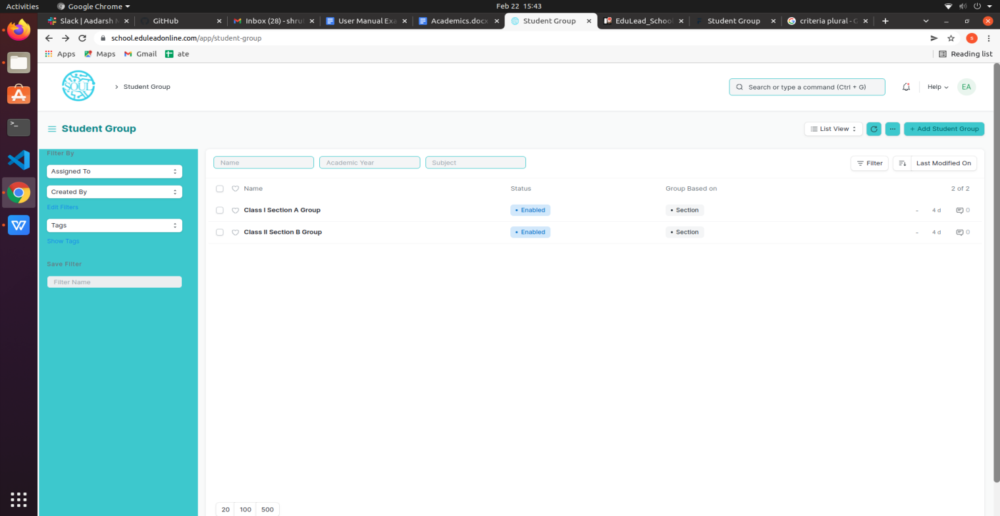 Activities Google Chrome Feb 22 15:43
Slack | Aadarsh GitHub Inbox (28) - shru User Manual Exa Academics.docx Student Group EduLead_School Student Group criteria plural - G
school.eduleadonline.com/app/student-group S
Apps Maps Gmail ate Reading list
SOUL
> Student Group
Search or type a command (Ctrl + G)
Help
EA
Student Group
List View
...
+ Add Student Group
Filter By
Assigned To
Created By
Edit Filters
Tags
Show Tags
Save Filter
Filter Name
Name Academic Year Subject
Filter Last Modified On
Name Status Group Based on 2 of 2
Class I Section A Group • Enabled • Section - 4 d 0
Class II Section B Group • Enabled • Section - 4 d 0
20 100 500